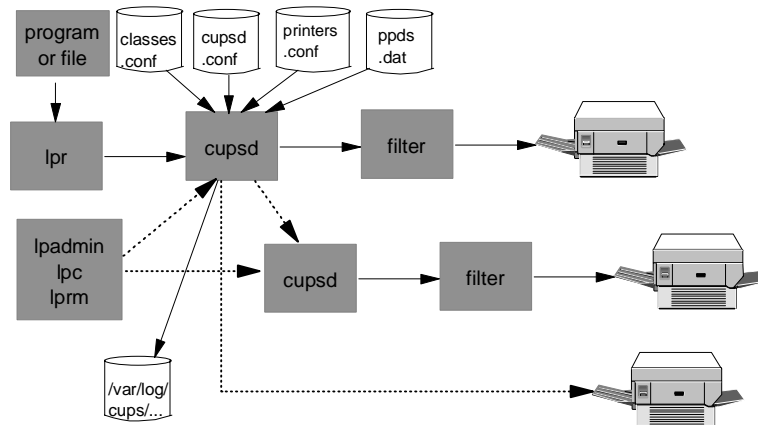 program
or file
classes
.conf
cupsd
.conf
printers
.conf
ppds
.dat
lpr
cupsd
filter
lpadmin
lpc
lprm
cupsd
filter
/var/log/
cups/...